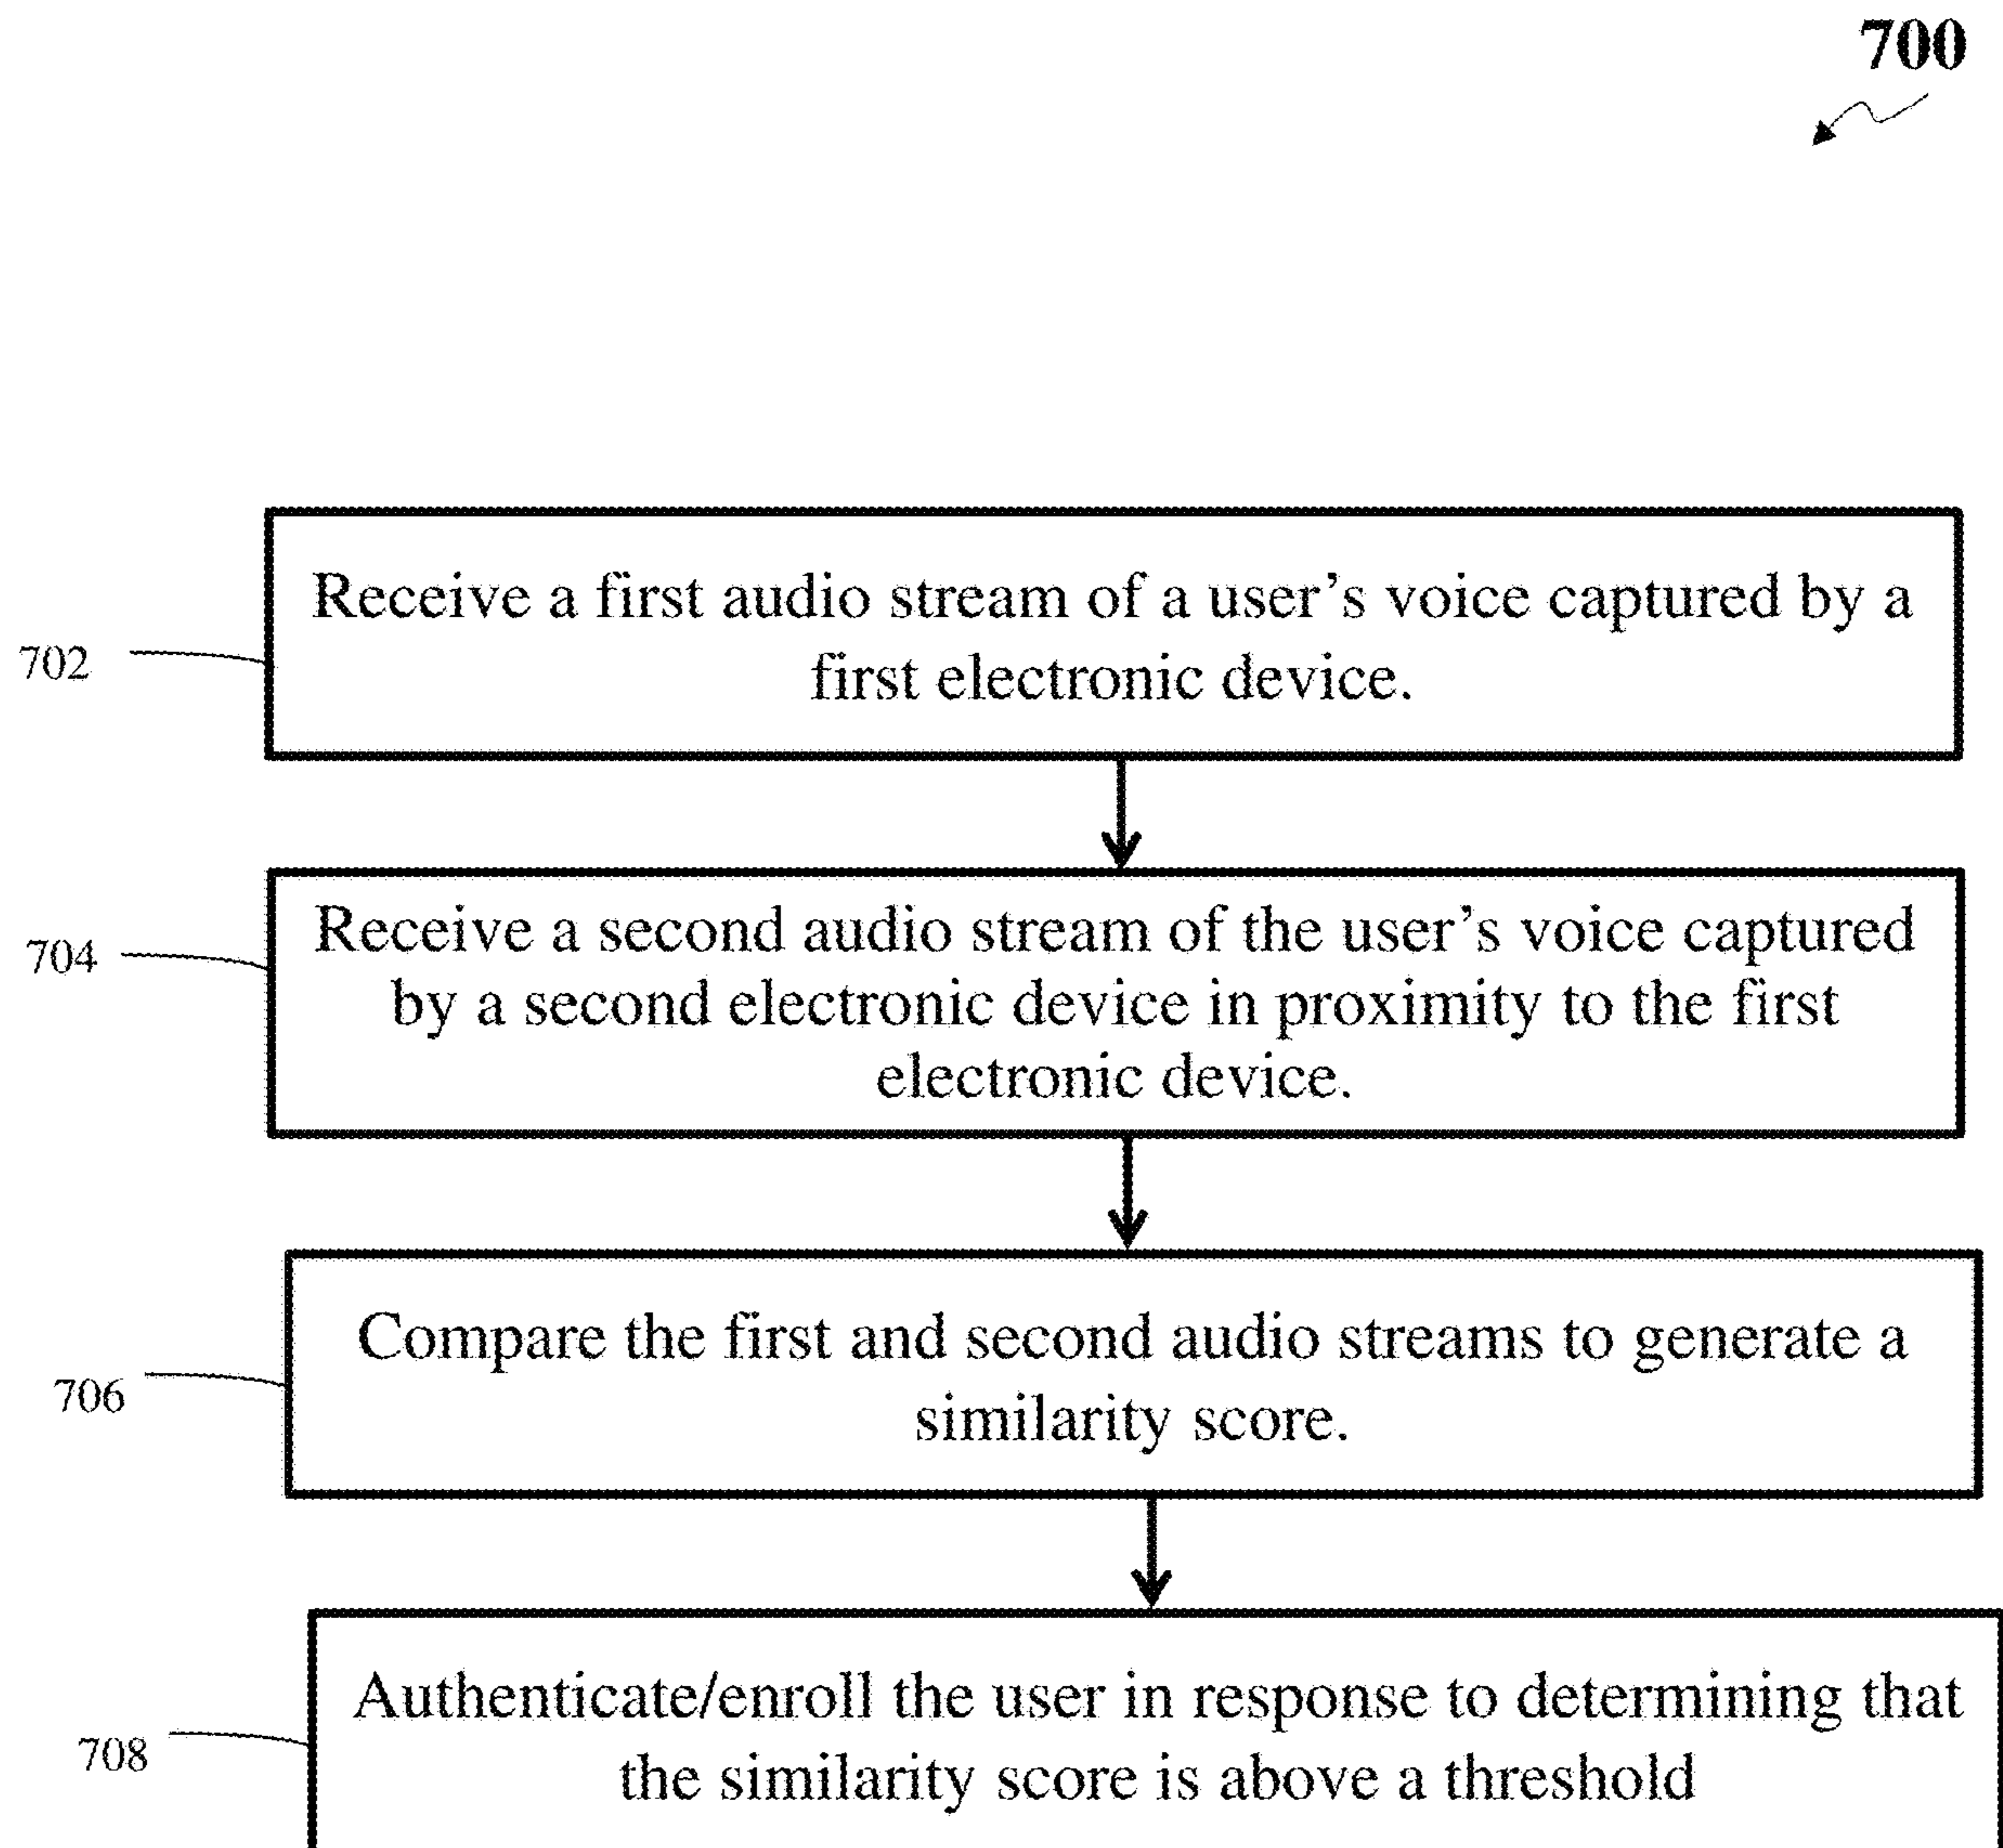 700
702
Receive a first audio stream of a user’s voice captured by a
first electronic device.
704
Receive a second audio stream of the user’s voice captured
by a second electronic device in proximity to the first
electronic device.
706
Compare the first and second audio streams to generate a
similarity score.
708
Authenticate/enroll the user in response to determining that
the similarity score is above a threshold